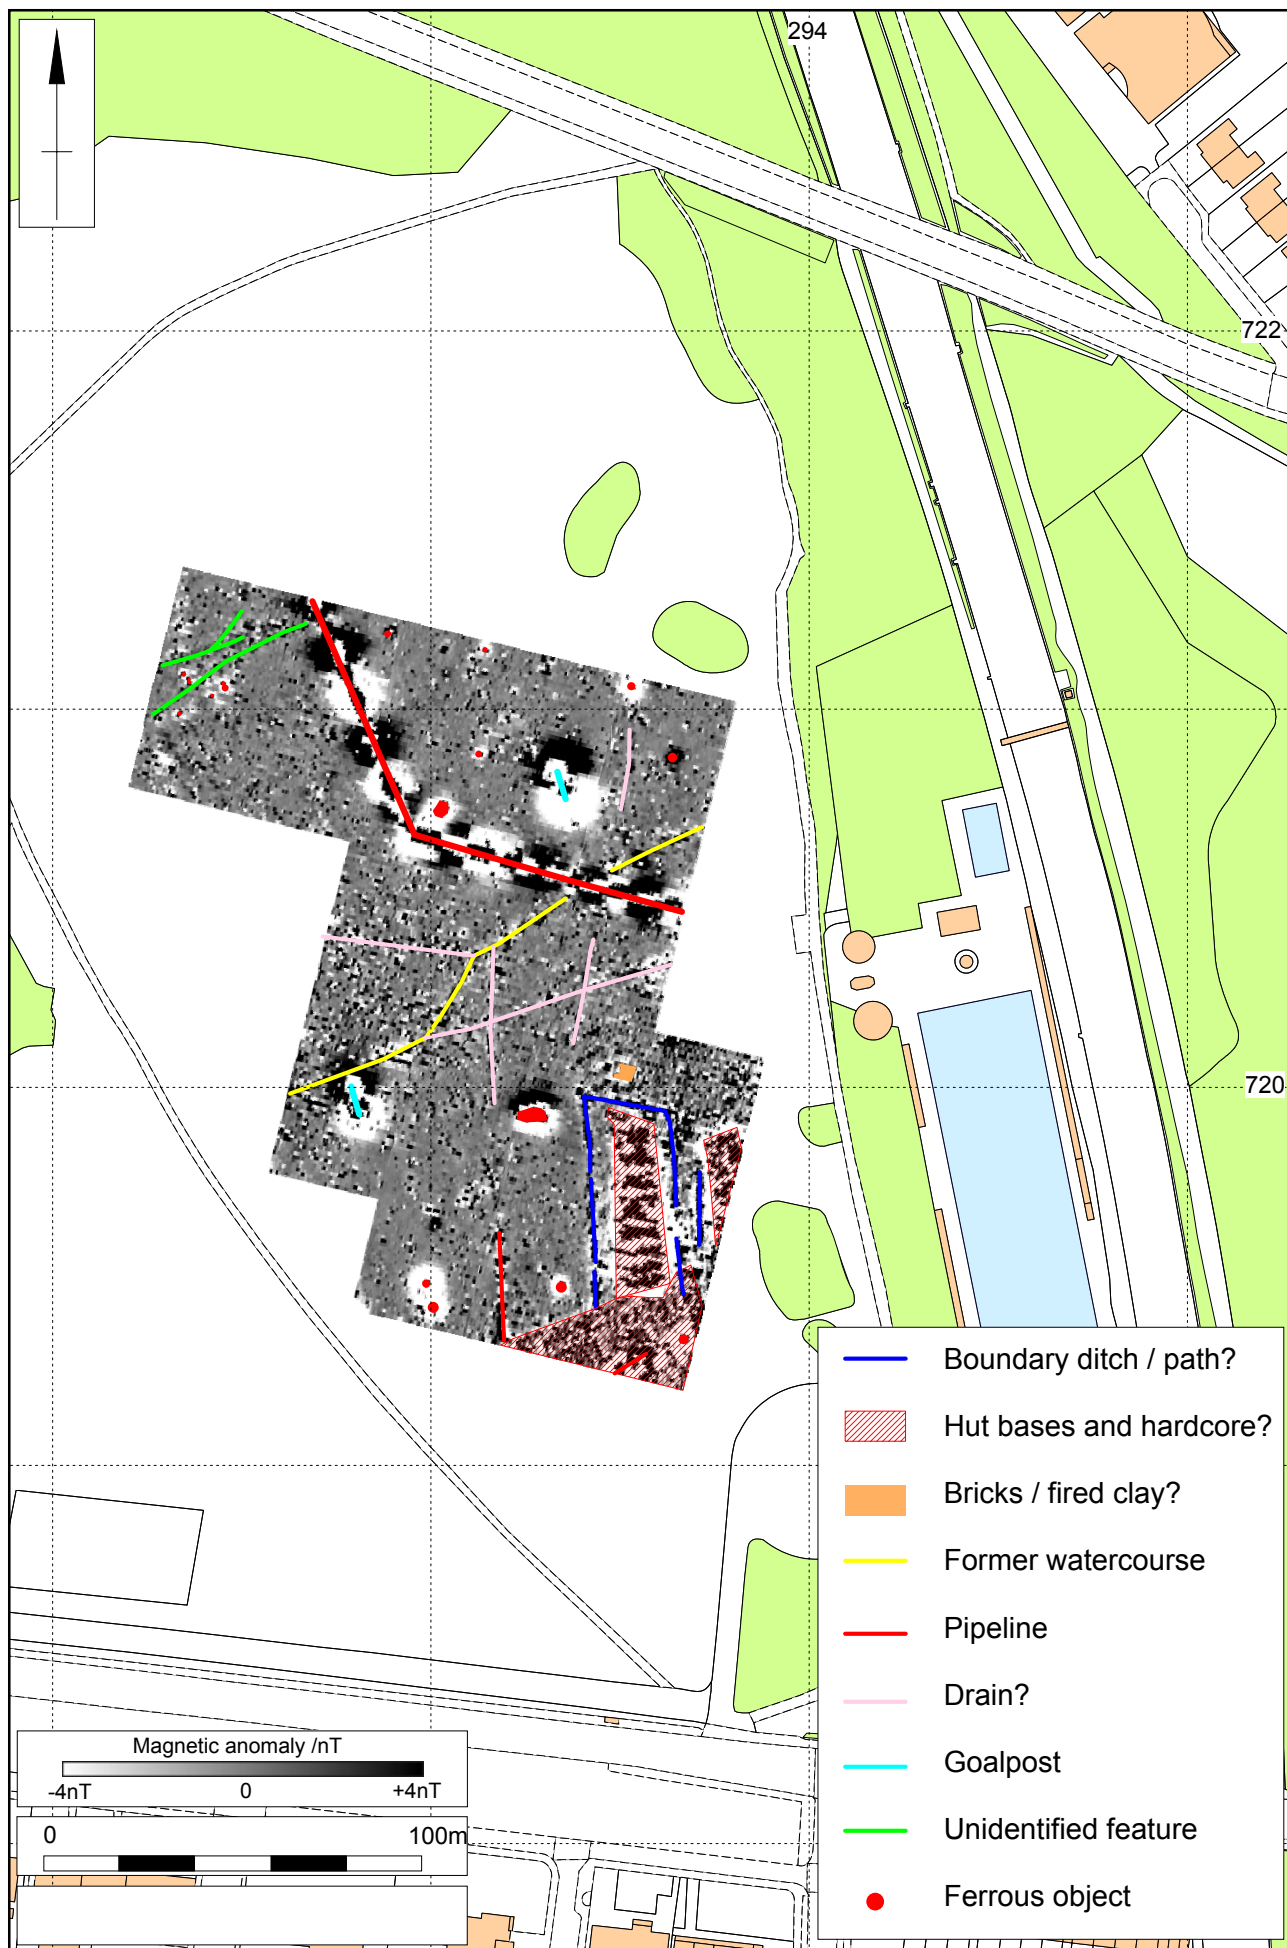 294
722
720
Boundary ditch / path?
Hut bases and hardcore?
Bricks / fired clay?
Former watercourse
Pipeline
Drain?
Goalpost
Unidentified feature
Ferrous object
Magnetic anomaly /nT
-4nT 0 +4nT
0 100m